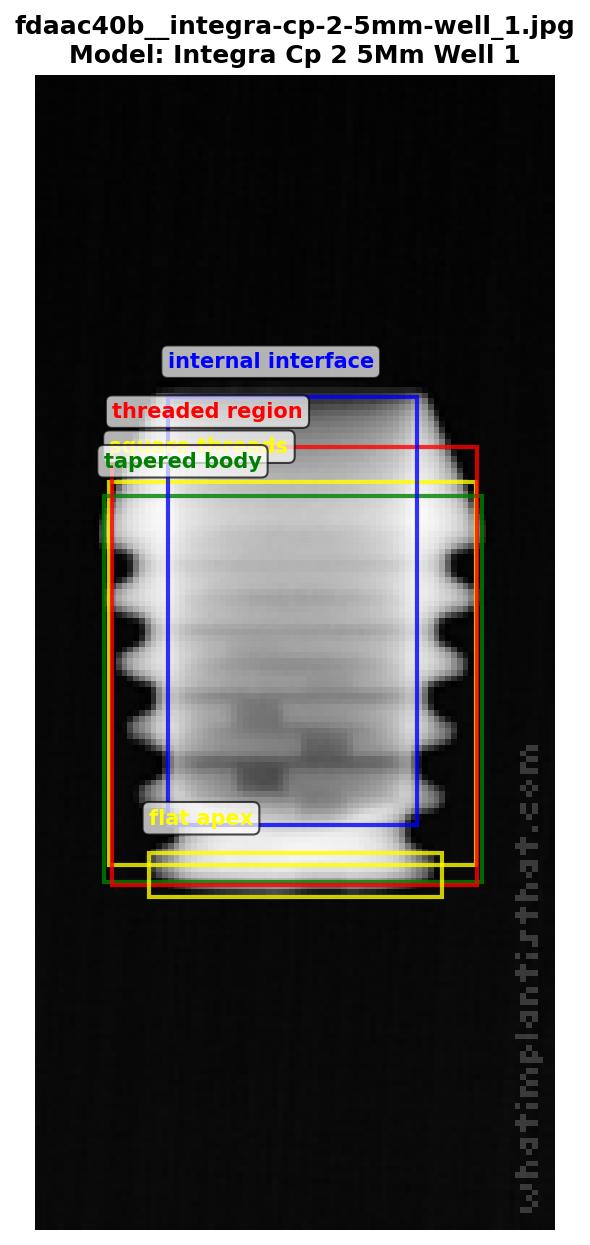 fdaac40b__integra-cp-2-5mm-well_1.jpg
Model: Integra Cp 2 5Mm Well 1
internal interface
threaded region
square threads
tapered body
flat apex
whatimplantisthat.com